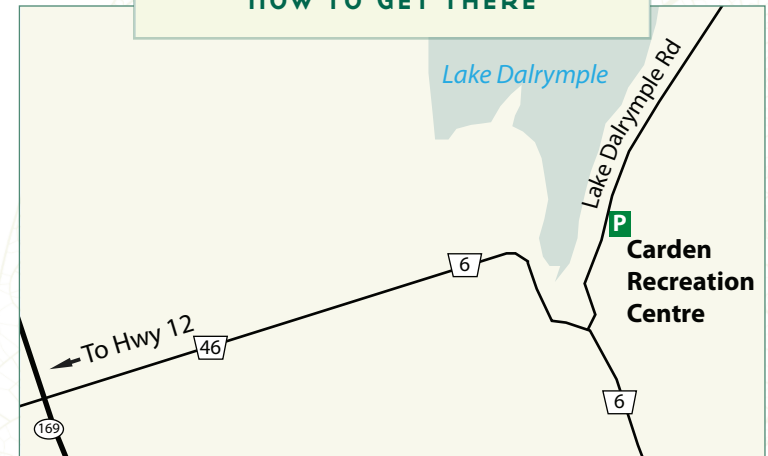 HOW TO GET THERE
Lake Dalrymple
Lake Dalrymple Rd
P
Carden
Recreation
Centre
6
To Hwy 12
46
6
169